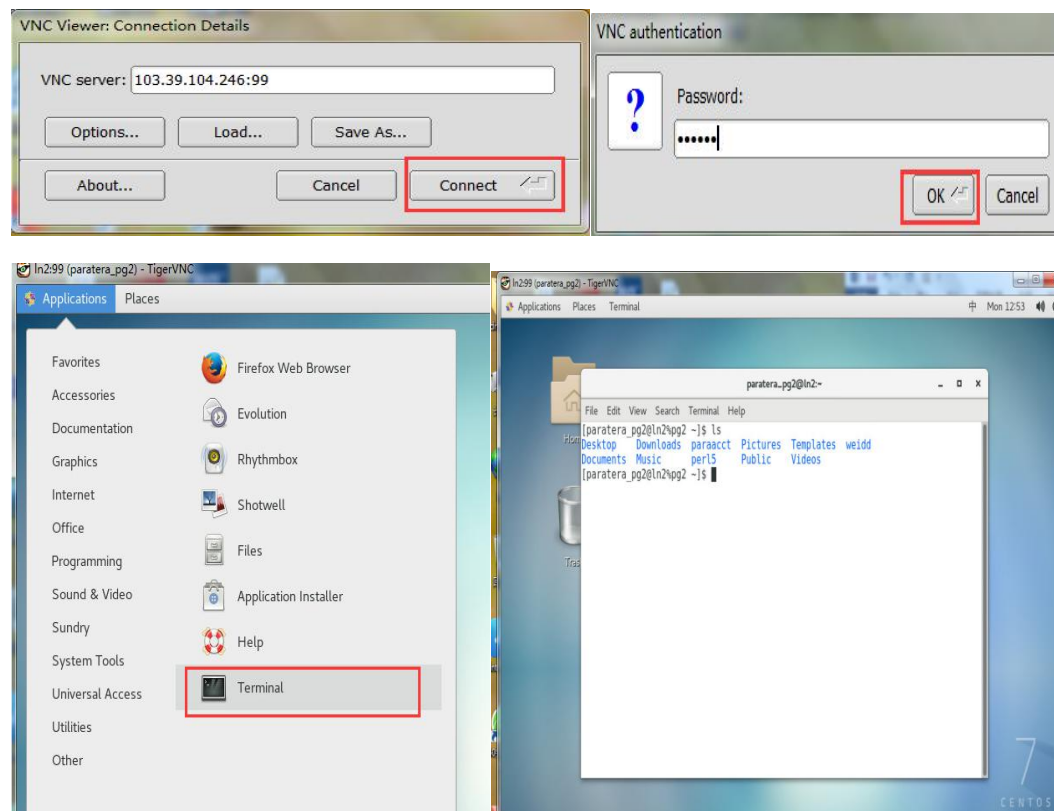 VNC Viewer: Connection Details
VNC server: 103.39.104.246:99
Options...
Load...
Save As...
About...
Cancel
Connect
VNC authentication
?
Password:
••••••
OK
Cancel
ln2:99 (paratera_pg2) - TigerVNC
Applications Places
Favorites
Accessories
Documentation
Graphics
Internet
Office
Programming
Sound & Video
Sundry
System Tools
Universal Access
Utilities
Other
Firefox Web Browser
Evolution
Rhythmbox
Shotwell
Files
Application Installer
Help
Terminal
ln2:99 (paratera_pg2) - TigerVNC
Applications Places Terminal 中 Mon 12:53
paratera_pg2@ln2:~
File Edit View Search Terminal Help
[paratera_pg2@ln2%pg2 ~]$ ls
Desktop Downloads paraacct Pictures Templates weidd
Documents Music perl5 Public Videos
[paratera_pg2@ln2%pg2 ~]$
Hom
Tras
7
CENTOS